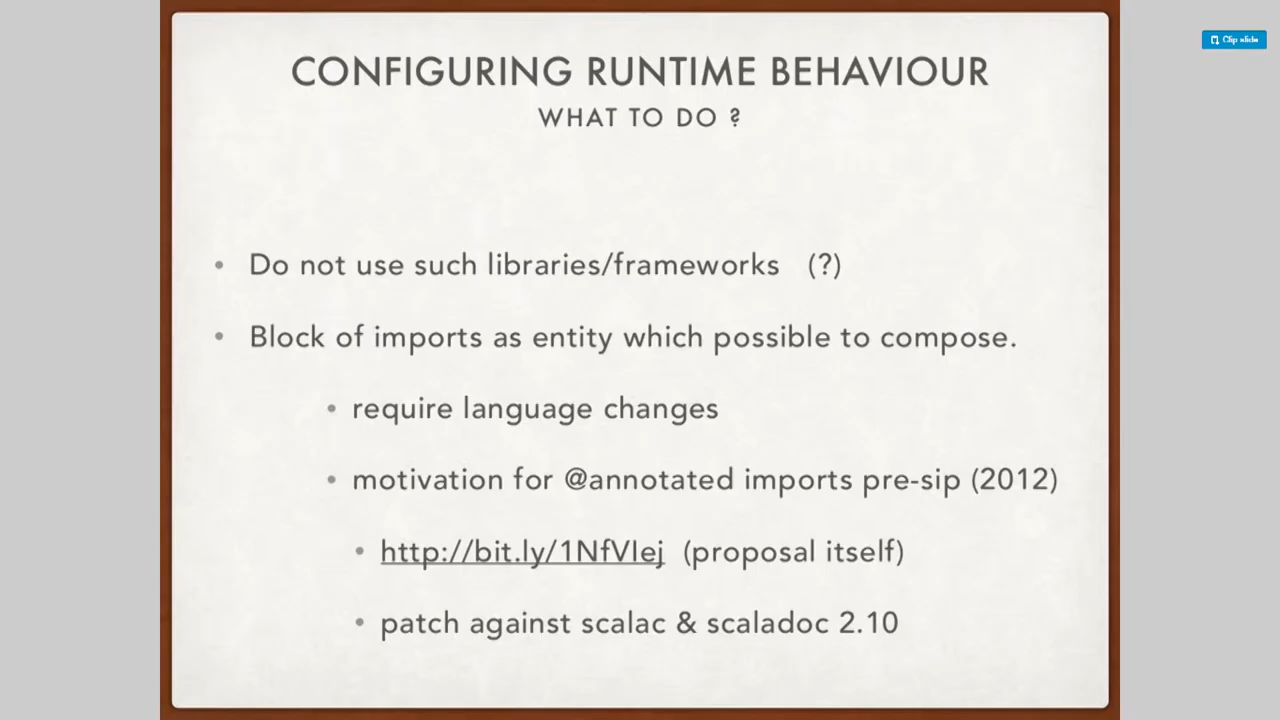 Clip slide
CONFIGURING RUNTIME BEHAVIOUR
WHAT TO DO ?
• Do not use such libraries/frameworks (?)
• Block of imports as entity which possible to compose.
• require language changes
• motivation for @annotated imports pre-sip (2012)
• http://bit.ly/1NfVIej (proposal itself)
• patch against scalac & scaladoc 2.10